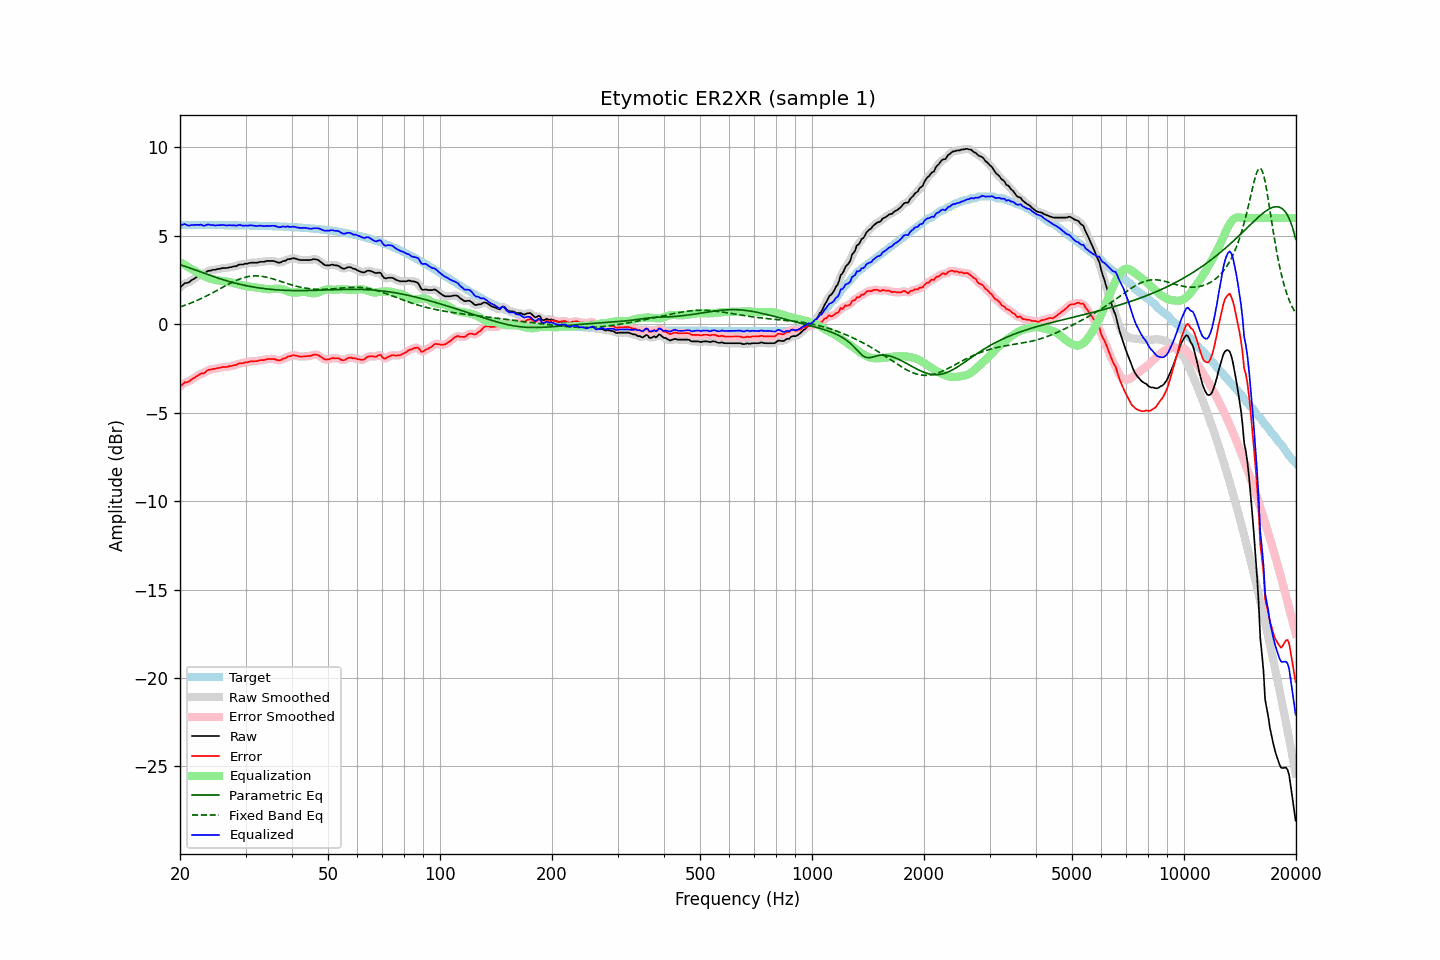 Etymotic ER2XR (sample 1)
10
5
0
−5
−10
−15
−20
−25
Amplitude (dBr)
Target
Raw Smoothed
Error Smoothed
Raw
Error
Equalization
Parametric Eq
Fixed Band Eq
Equalized
20 50 100 200 500 1000 2000 5000 10000 20000
Frequency (Hz)